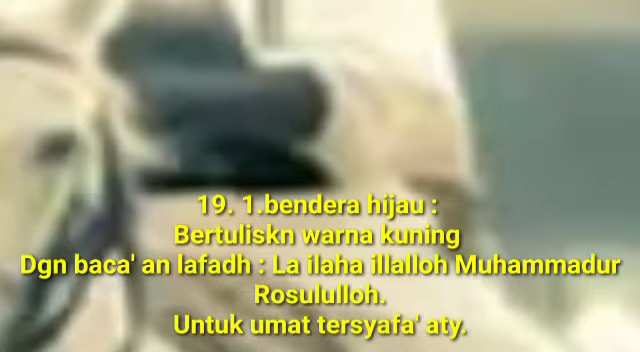 19. 1.bendera hijau :
Bertuliskn warna kuning
Dgn baca' an lafadh : La ilaha illalloh Muhammadur
Rosululloh.
Untuk umat tersyafa' aty.